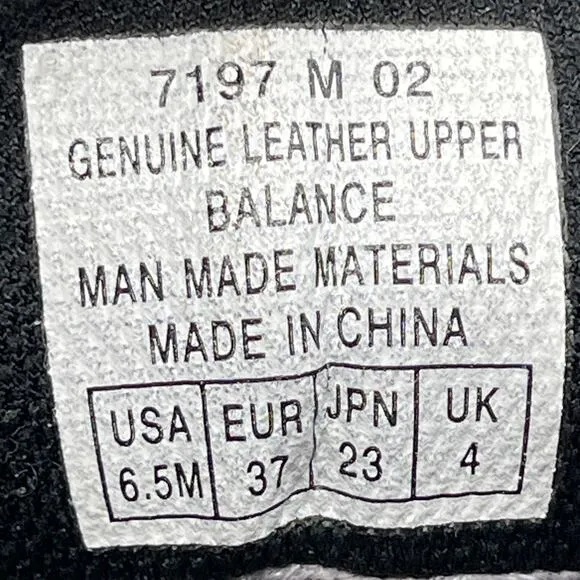 7197 M 02
GENUINE LEATHER UPPER
BALANCE
MAN MADE MATERIALS
MADE IN CHINA
USA EUR JPN UK
6.5M 37 23 4